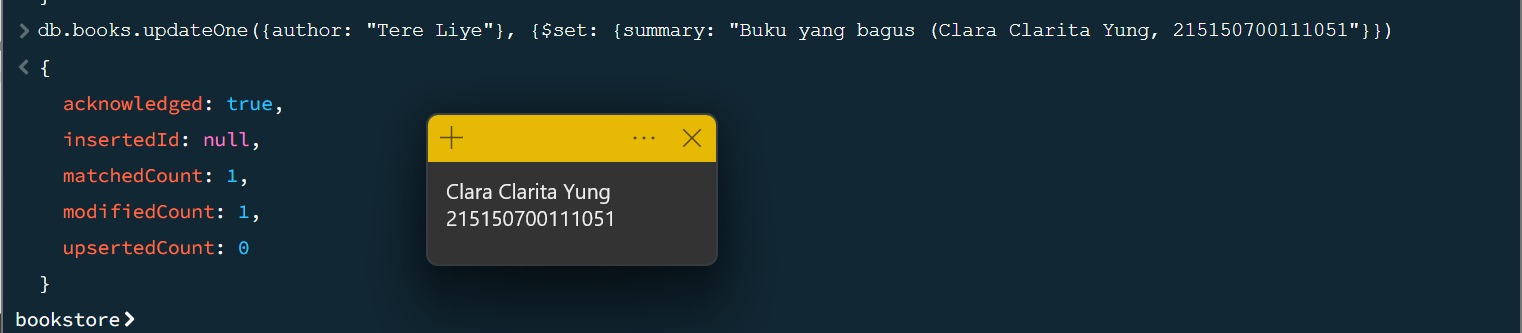 db.books.updateOne({author: "Tere Liye"}, {$set: {summary: "Buku yang bagus (Clara Clarita Yung, 215150700111051"}})
{
acknowledged: true,
insertedId: null,
matchedCount: 1,
modifiedCount: 1,
upsertedCount: 0
}
Clara Clarita Yung
215150700111051
bookstore>